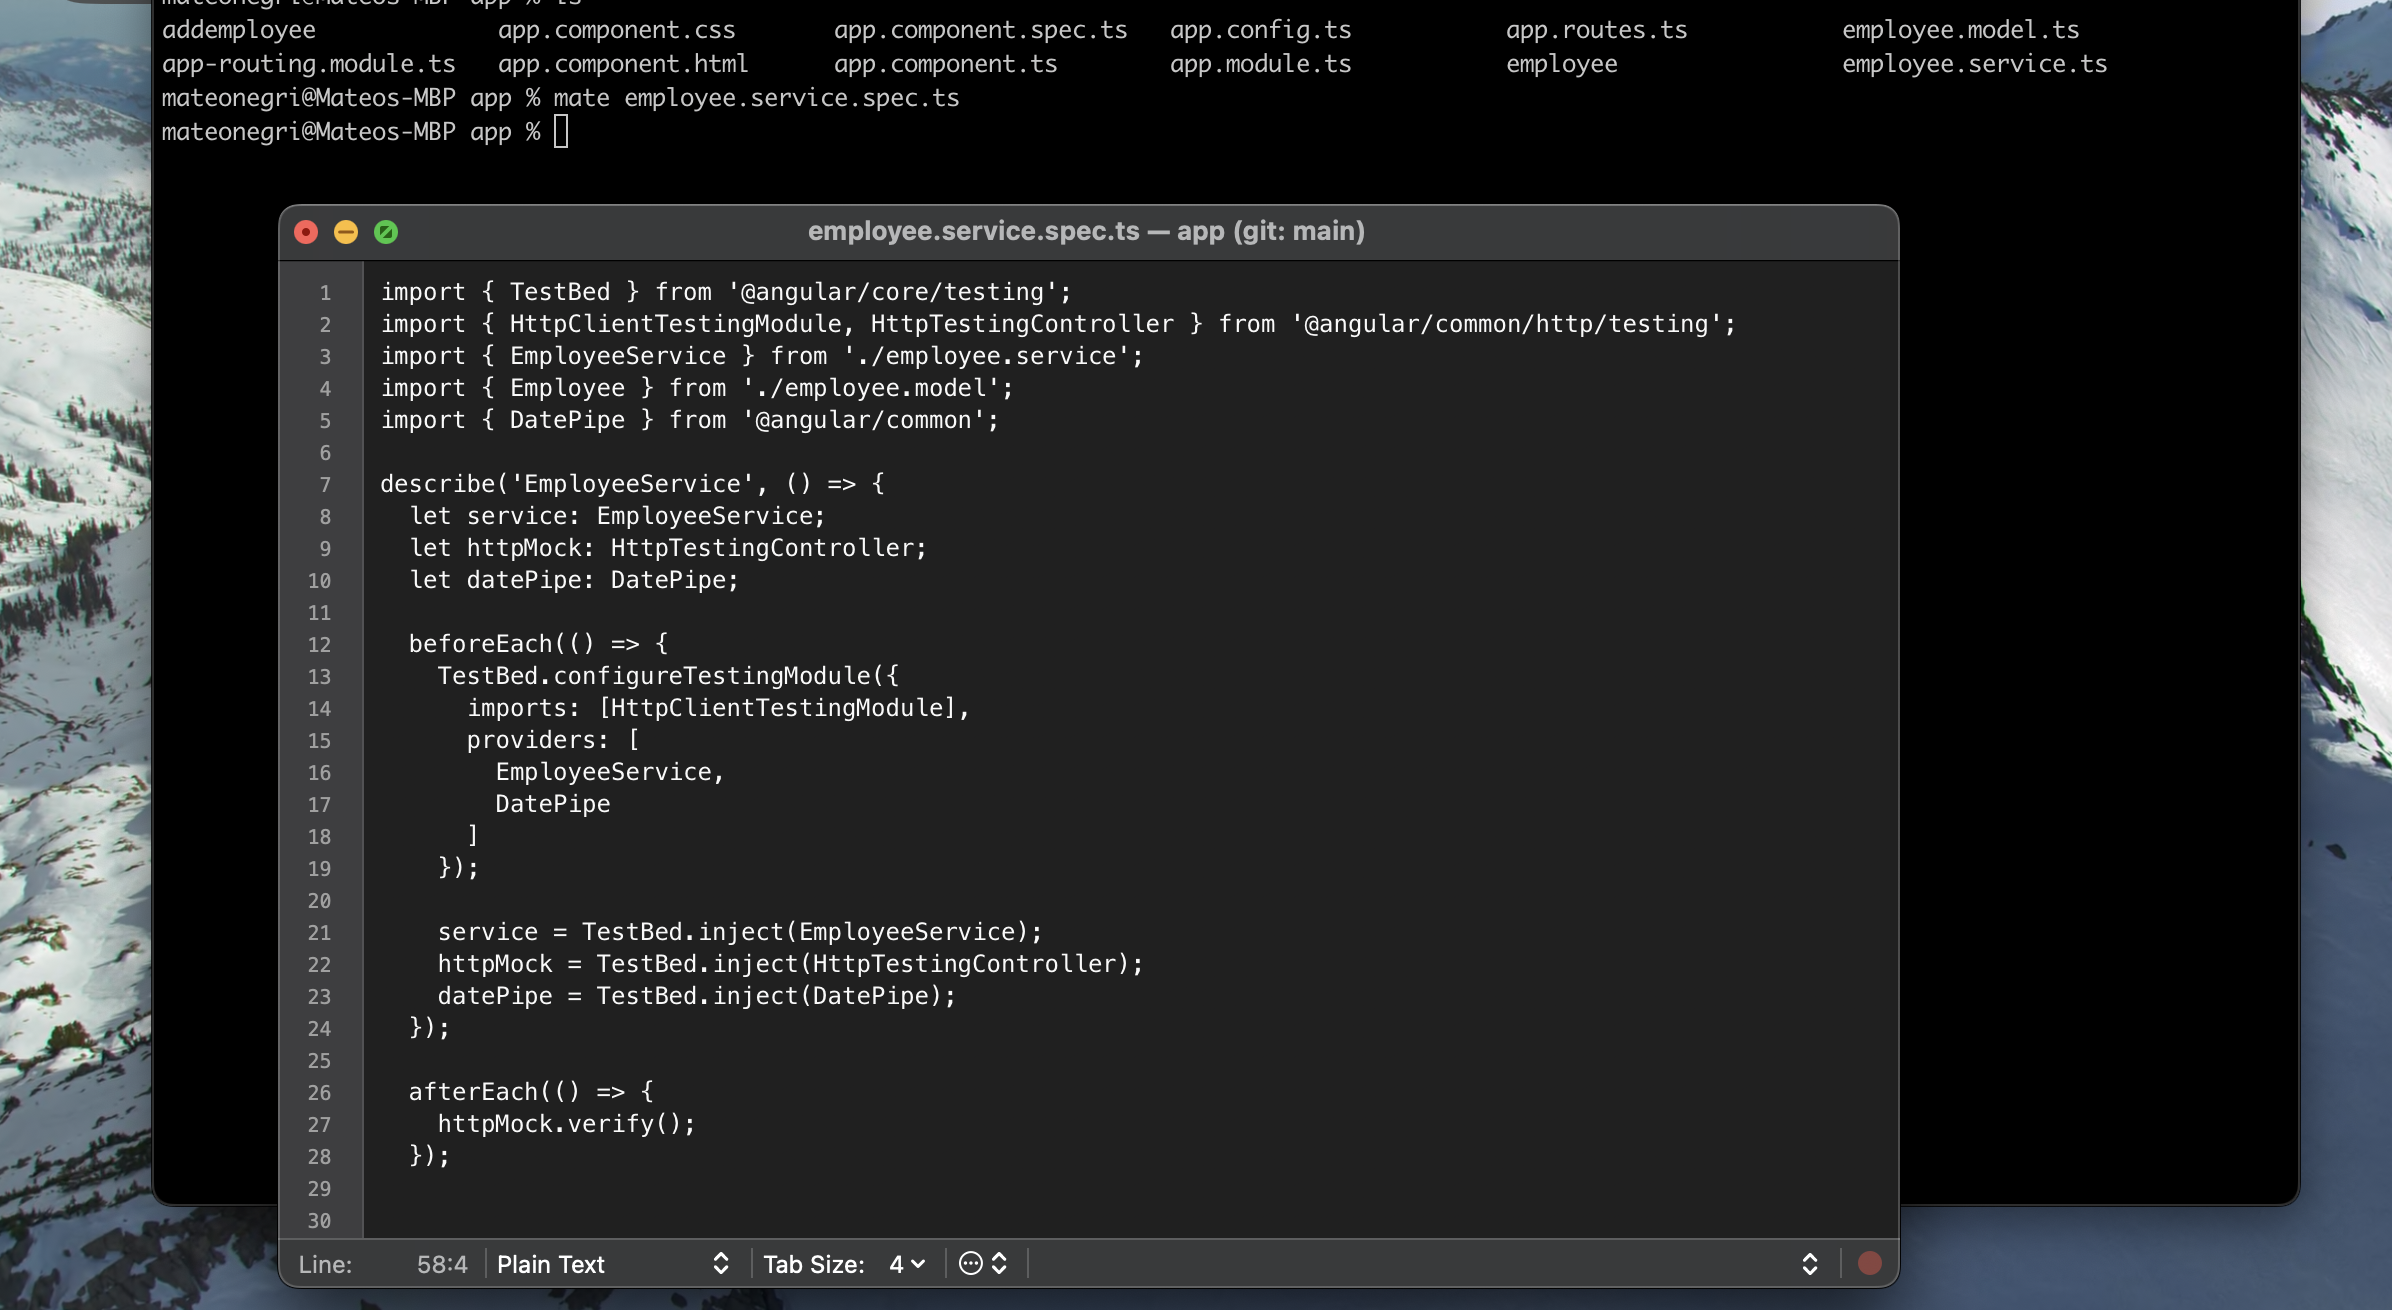 mateonegri@Mateos-MBP app % ls
addemployee app.component.css app.component.spec.ts app.config.ts app.routes.ts employee.model.ts
app-routing.module.ts app.component.html app.component.ts app.module.ts employee employee.service.ts
mateonegri@Mateos-MBP app % mate employee.service.spec.ts
mateonegri@Mateos-MBP app %
employee.service.spec.ts — app (git: main)
1 import { TestBed } from '@angular/core/testing';
2 import { HttpClientTestingModule, HttpTestingController } from '@angular/common/http/testing';
3 import { EmployeeService } from './employee.service';
4 import { Employee } from './employee.model';
5 import { DatePipe } from '@angular/common';
6
7 describe('EmployeeService', () => {
8   let service: EmployeeService;
9   let httpMock: HttpTestingController;
10   let datePipe: DatePipe;
11
12   beforeEach(() => {
13     TestBed.configureTestingModule({
14       imports: [HttpClientTestingModule],
15       providers: [
16         EmployeeService,
17         DatePipe
18       ]
19     });
20
21     service = TestBed.inject(EmployeeService);
22     httpMock = TestBed.inject(HttpTestingController);
23     datePipe = TestBed.inject(DatePipe);
24   });
25
26   afterEach(() => {
27     httpMock.verify();
28   });
29
30
Line: 58:4 Plain Text Tab Size: 4